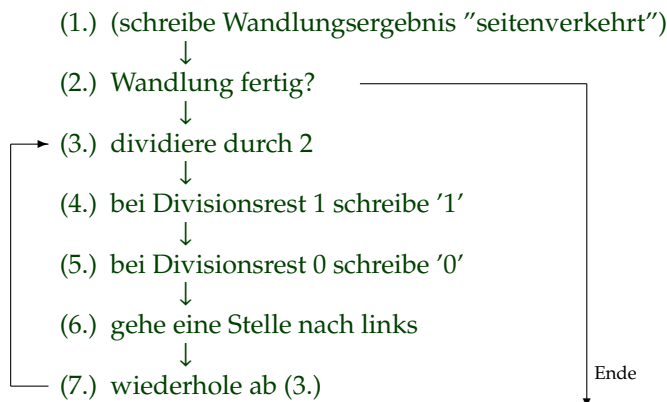 (1.) (schreibe Wandlungsergebnis ”seitenverkehrt”)
(2.) Wandlung fertig?
(3.) dividiere durch 2
(4.) bei Divisionsrest 1 schreibe ’1’
(5.) bei Divisionsrest 0 schreibe ’0’
(6.) gehe eine Stelle nach links
(7.) wiederhole ab (3.)
Ende